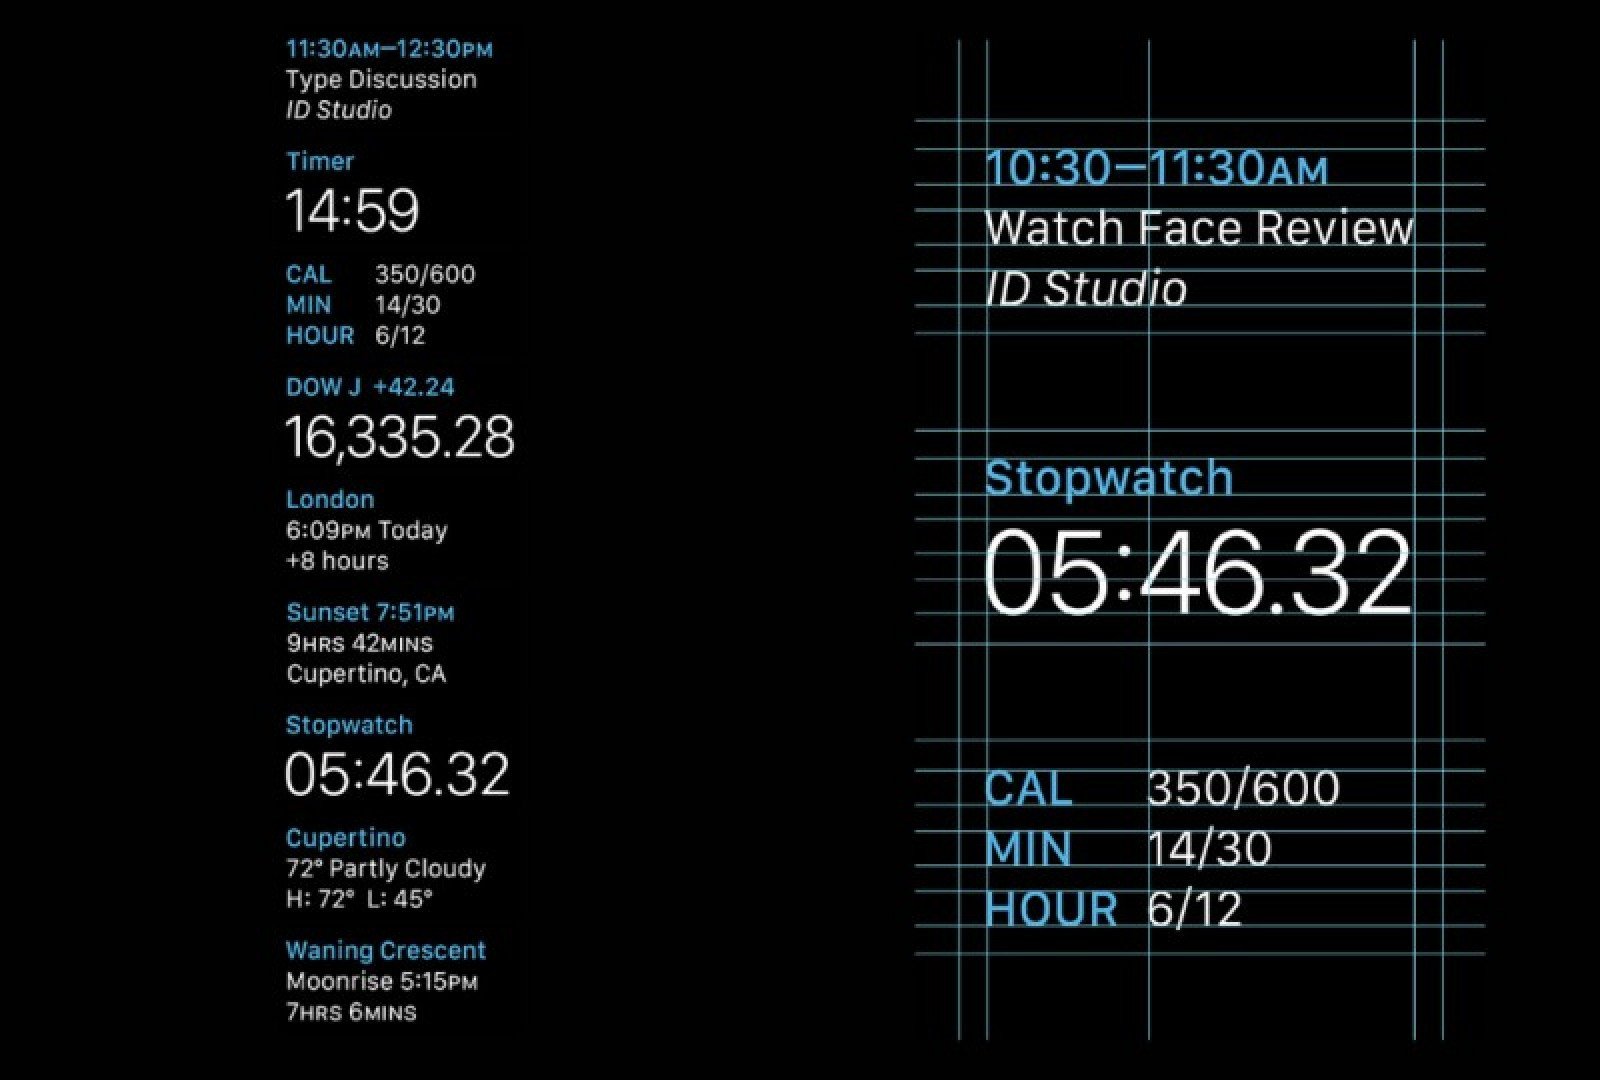 11:30AM–12:30PM
Type Discussion
ID Studio
Timer
14:59
CAL 350/600
MIN 14/30
HOUR 6/12
DOW J +42.24
16,335.28
London
6:09PM Today
+8 hours
Sunset 7:51PM
9HRS 42MINS
Cupertino, CA
Stopwatch
05:46.32
Cupertino
72° Partly Cloudy
H: 72° L: 45°
Waning Crescent
Moonrise 5:15PM
7HRS 6MINS
10:30–11:30AM
Watch Face Review
ID Studio
Stopwatch
05:46.32
CAL 350/600
MIN 14/30
HOUR 6/12